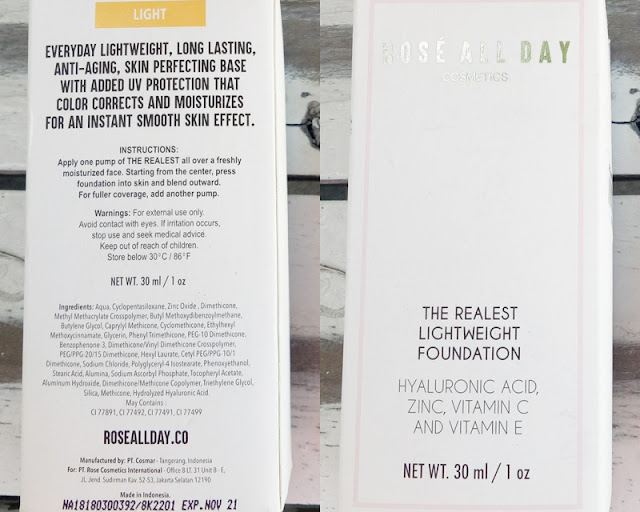 LIGHT
EVERYDAY LIGHTWEIGHT, LONG LASTING,
ANTI-AGING, SKIN PERFECTING BASE
WITH ADDED UV PROTECTION THAT
COLOR CORRECTS AND MOISTURIZES
FOR AN INSTANT SMOOTH SKIN EFFECT.
INSTRUCTIONS:
Apply one pump of THE REALEST all over a freshly
moisturized face. Starting from the center, press
foundation into skin and blend outward.
For fuller coverage, add another pump.
Warnings: For external use only.
Avoid contact with eyes. If irritation occurs,
stop use and seek medical advice.
Keep out of reach of children.
Store below 30°C / 86°F
NET WT. 30 ml / 1 oz
Ingredients: Aqua, Cyclopentasiloxane, Zinc Oxide , Dimethicone,
Methyl Methacrylate Crosspolymer, Butyl Methoxydibenzoylmethane,
Butylene Glycol, Caprylyl Methicone, Cyclomethicone, Ethylhexyl
Methoxycinnamate, Glycerin, Phenyl Trimethicone, PEG-10 Dimethicone,
Benzophenone-3, Dimethicone/Vinyl Dimethicone Crosspolymer,
PEG/PPG-20/15 Dimethicone, Hexyl Laurate, Cetyl PEG/PPG-10/1
Dimethicone, Sodium Chloride, Polyglyceryl-4 Isostearate, Phenoxyethanol.
Stearic Acid, Alumina, Sodium Ascorbyl Phosphate, Tocopheryl Acetate,
Aluminum Hydroxide, Dimethicone/Methicone Copolymer, Triethylene Glycol,
Silica, Methicone, Hydrolyzed Hyaluronic Acid.
May Contains :
CI 77891, CI 77492, CI 77491, CI 77499
ROSEALLDAY.CO
Manufactured by: PT. Cosmar - Tangerang, Indonesia
For: PT. Rose Cosmetics International - Office 8 LT. 31 Unit B - E,
JL. Jend. Sudirman Kav. 52-53, Jakarta Selatan 12190
Made in Indonesia.
NA18180300392/8K2201 EXP.NOV 21
ROSÉ ALL DAY
COSMETICS
THE REALEST
LIGHTWEIGHT
FOUNDATION
HYALURONIC ACID,
ZINC, VITAMIN C
AND VITAMIN E
NET WT. 30 ml / 1 oz